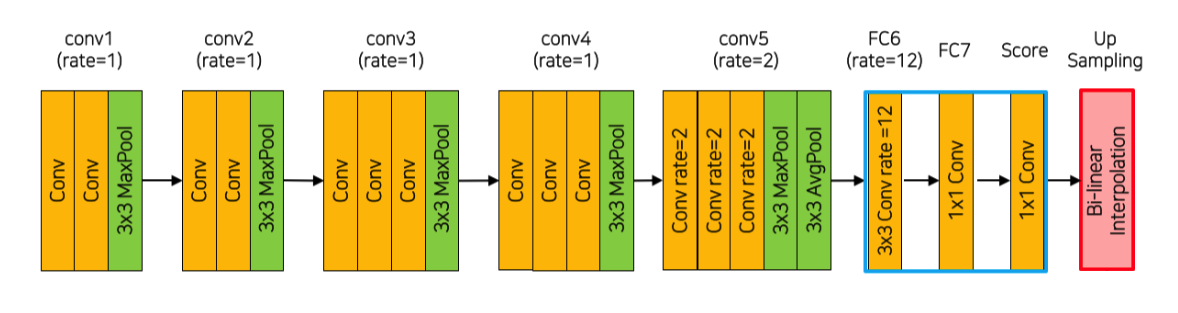 conv1
(rate=1)
conv2
(rate=1)
conv3
(rate=1)
conv4
(rate=1)
conv5
(rate=2)
FC6
(rate=12)
FC7
Score
Up
Sampling
Conv
Conv
3x3 MaxPool
Conv
Conv
3x3 MaxPool
Conv
Conv
Conv
3x3 MaxPool
Conv
Conv
Conv
3x3 MaxPool
Conv rate=2
Conv rate=2
Conv rate=2
3x3 MaxPool
3x3 AvgPool
3x3 Conv rate =12
1x1 Conv
1x1 Conv
Bi-linear
Interpolation